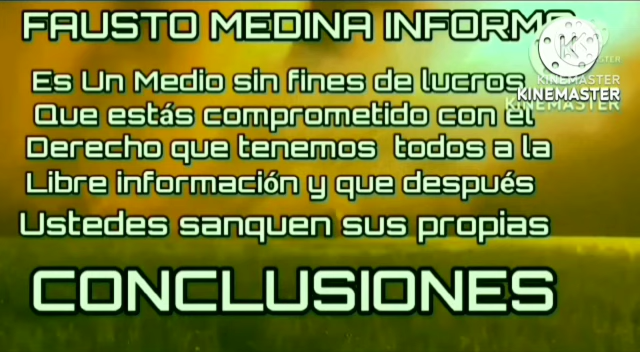 FAUSTO MEDINA INFORMA
Es Un Medio sin fines de lucros
Que estás comprometido con el
Derecho que tenemos todos a la
Libre información y que después
Ustedes sanquen sus propias
CONCLUSIONES
KINEMASTER